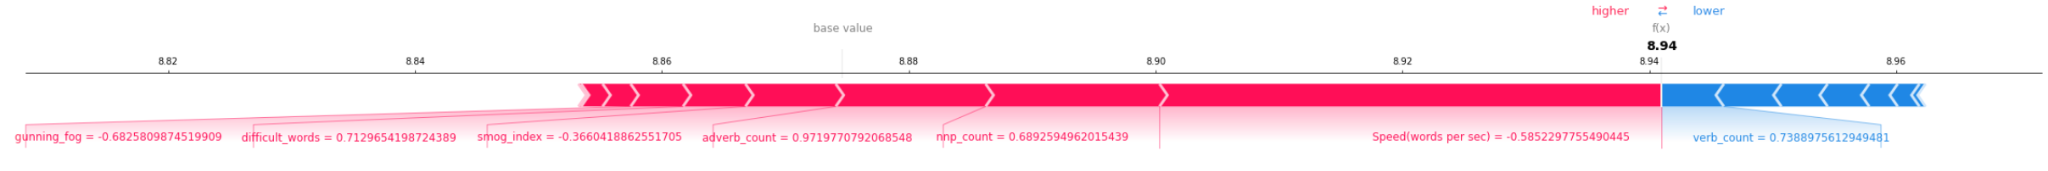 higher ⇄ lower
base value
f(x)
8.94
8.82 8.84 8.86 8.88 8.90 8.92 8.94 8.96
gunning_fog = -0.6825809874519909 difficult_words = 0.7129654198724389 smog_index = -0.3660418862551705 adverb_count = 0.9719770792068548 nnp_count = 0.6892594962015439 Speed(words per sec) = -0.5852297755490445 verb_count = 0.7388975612949481